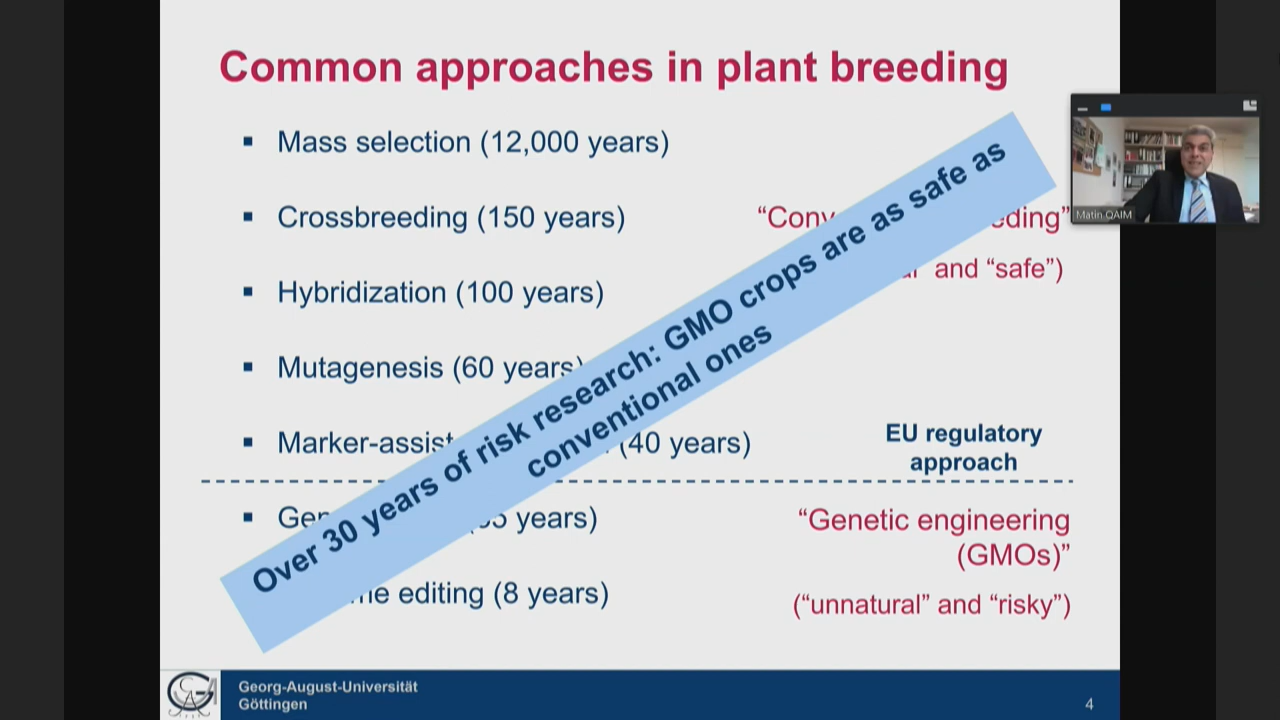 Common approaches in plant breeding
Mass selection (12,000 years)
Crossbreeding (150 years)
Hybridization (100 years)
Mutagenesis (60 years)
Marker-assist (40 years)
years)
editing (8 years)
“Conv eding”
and “safe”)
EU regulatory
approach
“Genetic engineering
(GMOs)”
(“unnatural” and “risky”)
Over 30 years of risk research: GMO crops are as safe as
conventional ones
Matin QAIM
Georg-August-Universität
Göttingen
4